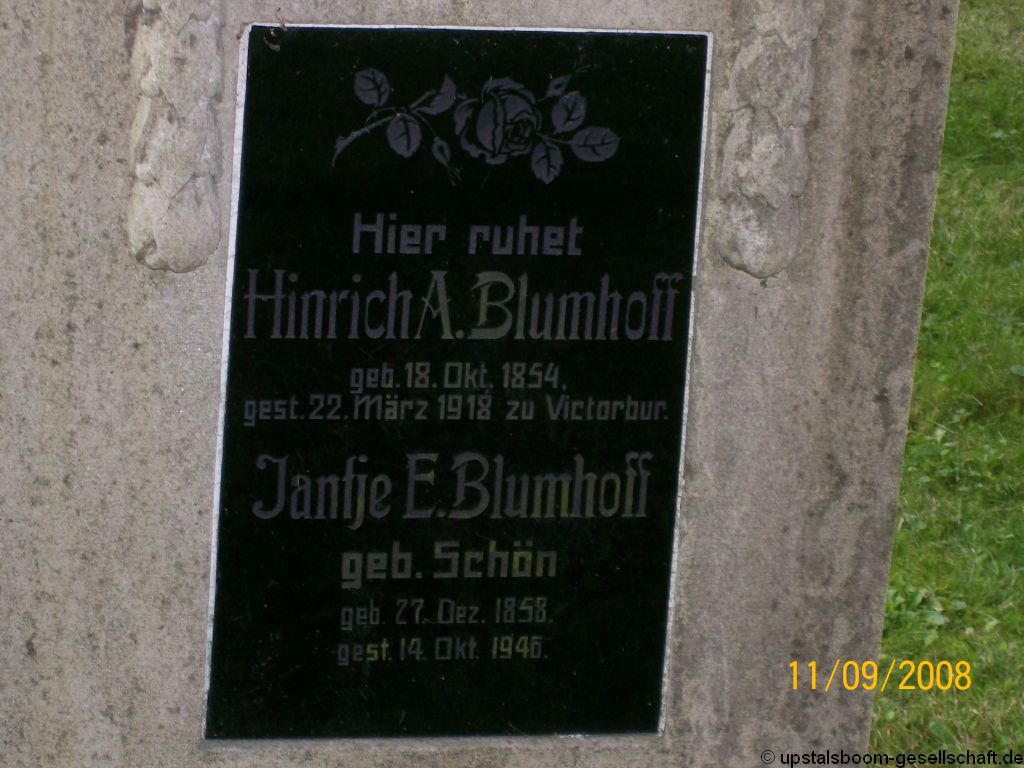 Hier ruhet
Hinrich A. Blumhoff
geb. 18. Okt. 1854.
gest. 22. März 1918 zu Victorbur.
Jantje E. Blumhoff
geb. Schön
geb. 27. Dez. 1858.
gest. 14. Okt. 1946.
11/09/2008
© upstalsboom-gesellschaft.de